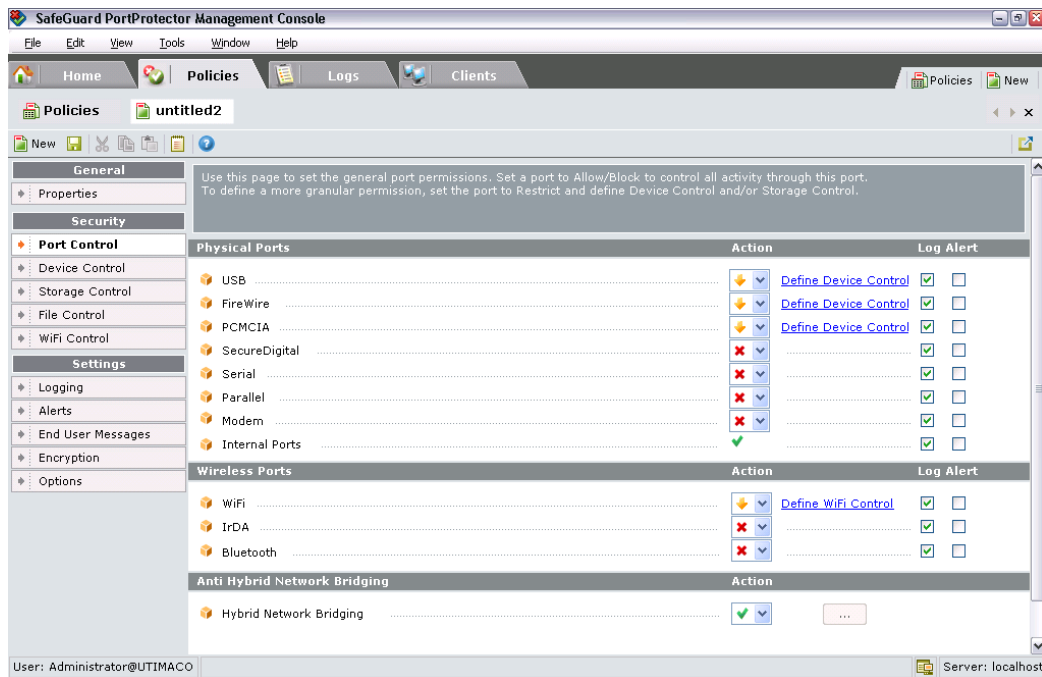 SafeGuard PortProtector Management Console
File Edit View Tools Window Help
Home Policies Logs Clients Policies New
Policies untitled2
New
General
Properties
Security
Port Control
Device Control
Storage Control
File Control
WiFi Control
Settings
Logging
Alerts
End User Messages
Encryption
Options
Use this page to set the general port permissions. Set a port to Allow/Block to control all activity through this port.
To define a more granular permission, set the port to Restrict and define Device Control and/or Storage Control.
Physical Ports Action Log Alert
USB Define Device Control
FireWire Define Device Control
PCMCIA Define Device Control
SecureDigital
Serial
Parallel
Modem
Internal Ports
Wireless Ports Action Log Alert
WiFi Define WiFi Control
IrDA
Bluetooth
Anti Hybrid Network Bridging Action
Hybrid Network Bridging ...
User: Administrator@UTIMACO Server: localhost